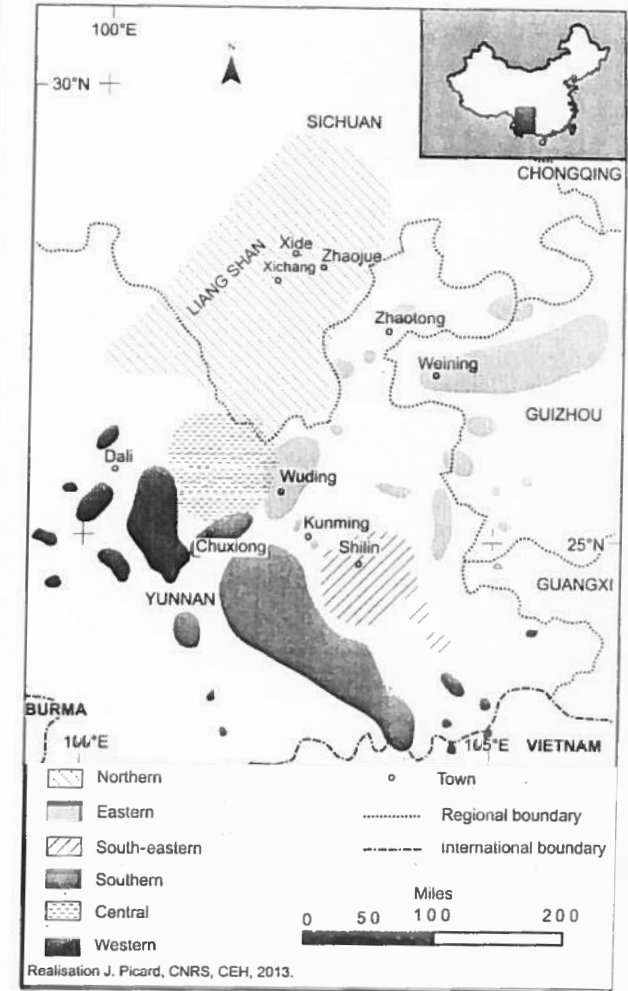 100°E
N
30°N
SICHUAN
CHONGQING
LIANG SHAN
Xide
Xichang
Zhaojue
Zhaotong
Weining
GUIZHOU
Dali
Wuding
Kunming
Chuxiong
Shilin
25°N
GUANGXI
YUNNAN
BURMA
100°E
105°E
VIETNAM
Northern
Town
Eastern
Regional boundary
South-eastern
International boundary
Southern
Central
Miles
0 50 100 200
Western
Realisation J. Picard, CNRS, CEH, 2013.